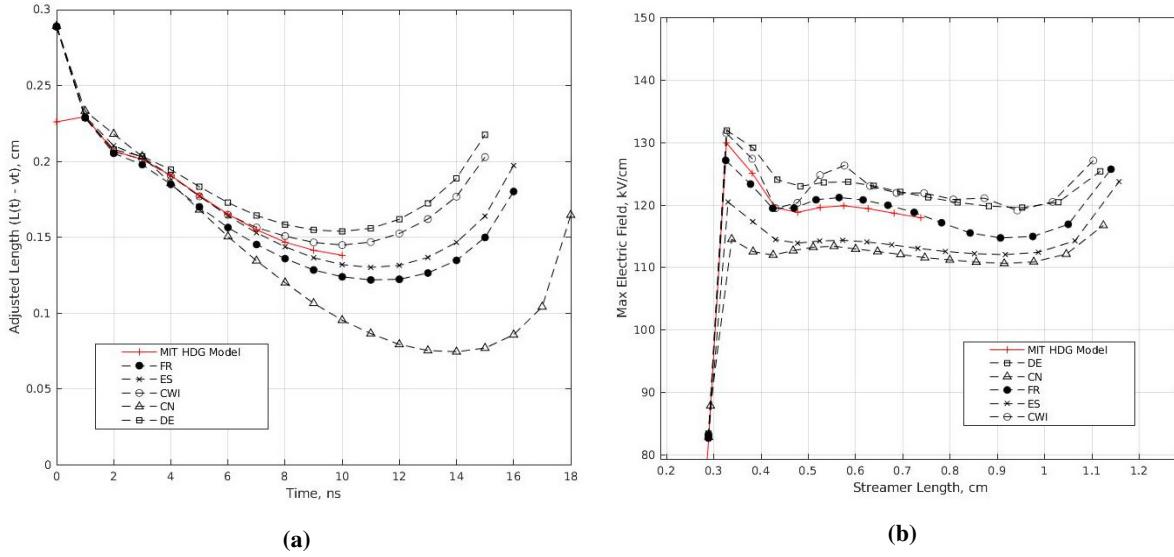 0.3
0.25
0.2
0.15
0.1
0.05
0
Adjusted Length (L(t) - vt), cm
0 2 4 6 8 10 12 14 16 18
Time, ns
MIT HDG Model
FR
ES
CWI
CN
DE
(a)
150
140
130
120
110
100
90
80
Max Electric Field, kV/cm
0.2 0.3 0.4 0.5 0.6 0.7 0.8 0.9 1 1.1 1.2
Streamer Length, cm
MIT HDG Model
DE
CN
FR
ES
CWI
(b)